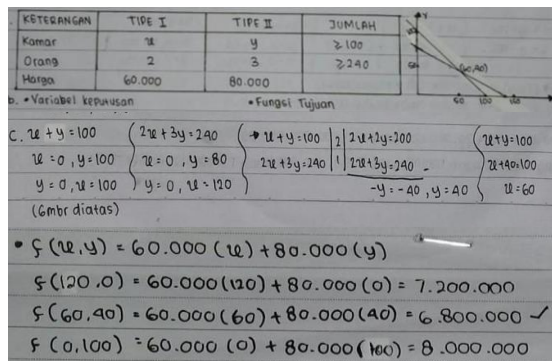 KETERANGAN TIPE I TIPE II JUMLAH
Kamar x y ≥ 100
Orang 2 3 ≥ 240
Harga 60.000 80.000
Y
(60,40)
60 100 120
b. • Variabel keputusan • Fungsi Tujuan
C. x + y = 100 2x + 3y = 240 → x + y = 100 | 2 | 2x + 2y = 200 x + y = 100
x = 0, y = 100 x = 0, y = 80 2x + 3y = 240 | 1 | 2x + 3y = 240 - x + 40 = 100
y = 0, x = 100 y = 0, x = 120 -y = -40, y = 40 x = 60
(Gmbr diatas)
• f(x,y) = 60.000 (x) + 80.000 (y)
f(120,0) = 60.000 (120) + 80.000 (0) = 7.200.000
f(60,40) = 60.000 (60) + 80.000 (40) = 6.800.000 ✓
f(0,100) = 60.000 (0) + 80.000 (100) = 8.000.000